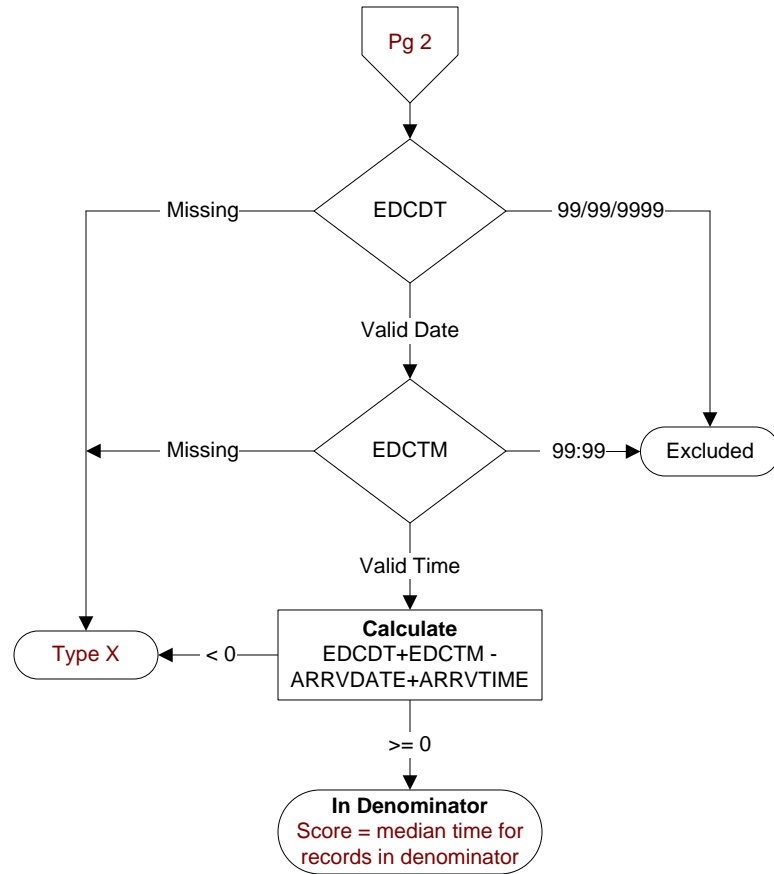 Pg 2
Missing
EDCDT
99/99/9999
Valid Date
Missing
EDCTM
99:99
Excluded
Valid Time
Type X
< 0
Calculate
EDCDT+EDCTM -
ARRVDATE+ARRVTIME
>= 0
In Denominator
Score = median time for
records in denominator